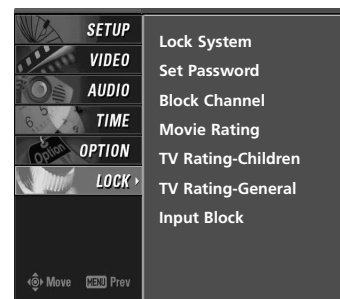 SETUP
VIDEO
AUDIO
TIME
OPTION
LOCK
Move MENU Prev
Lock System
Set Password
Block Channel
Movie Rating
TV Rating-Children
TV Rating-General
Input Block